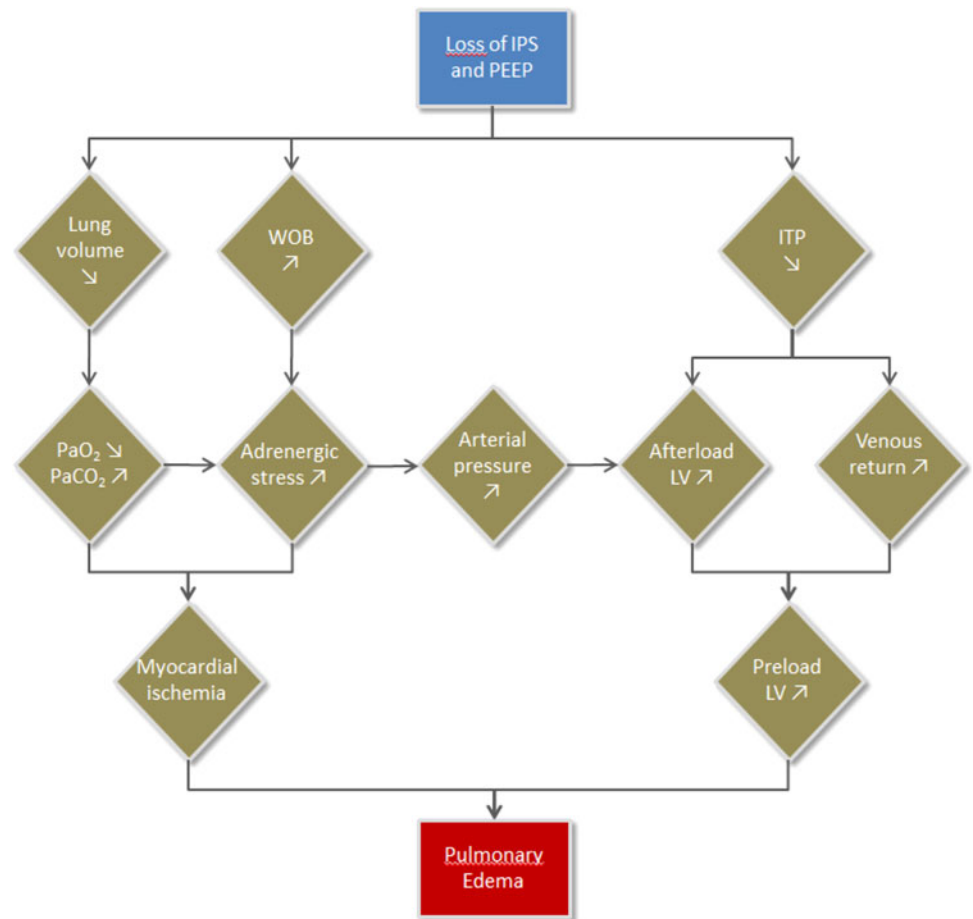 Loss of IPS
and PEEP
Lung
volume
↘
WOB
↗
ITP
↘
PaO₂ ↘
PaCO₂ ↗
Adrenergic
stress ↗
Arterial
pressure
↗
Afterload
LV ↗
Venous
return ↗
Myocardial
ischemia
Preload
LV ↗
Pulmonary
Edema